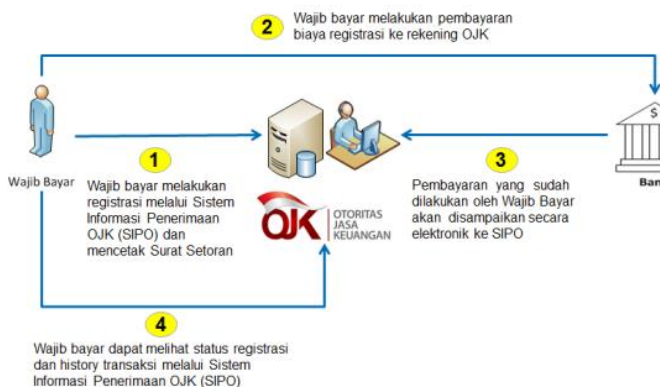 2
Wajib bayar melakukan pembayaran
biaya registrasi ke rekening OJK
Wajib Bayar
1
Wajib bayar melakukan
registrasi melalui Sistem
Informasi Penerimaan
OJK (SIPO) dan
mencetak Surat Setoran
OJK
OTORITAS
JASA
KEUANGAN
$
Ban
3
Pembayaran yang sudah
dilakukan oleh Wajib Bayar
akan disampaikan secara
elektronik ke SIPO
4
Wajib bayar dapat melihat status registrasi
dan history transaksi melalui Sistem
Informasi Penerimaan OJK (SIPO)